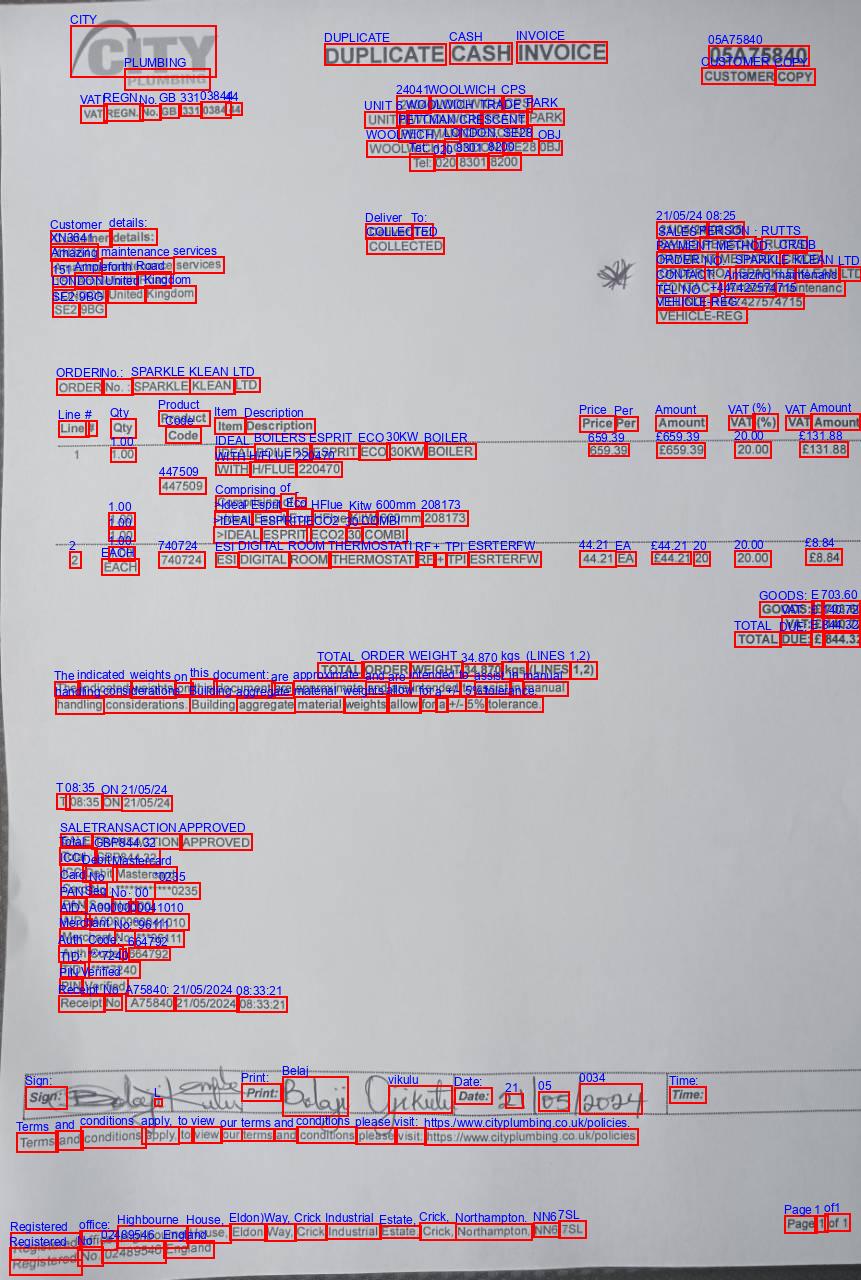 CITY
PLUMBING
VAT REGN. No. GB 331 0384 44
DUPLICATE CASH INVOICE
05A75840
CUSTOMER COPY
24041 WOOLWICH CPS
UNIT 6 WOOLWICH TRADE PARK
PETTMAN CRESCENT
WOOLWICH, LONDON, SE28 0BJ
Tel: 020 8301 8200
Customer details:
XN3641
Amazing maintenance services
151 Ampleforth Road
LONDON United Kingdom
SE2 9BG
Deliver To:
COLLECTED
21/05/24 08:25
SALES PERSON - RUTTS
PAYMENT METHOD
ORDER NO. SPARKLE KLEAN LTD
CONTACT: Amazing maintenanc
TEL NO +447427574715
VEHICLE-REG
ORDER No.: SPARKLE KLEAN LTD
Line # Qty Product Code Item Description Price Per Amount VAT (%) VAT Amount
1 1.00 447509 IDEAL BOILERS ESPRIT ECO 30KW BOILER 659.39 £659.39 20.00 £131.88
WITH H/FLUE 220470
Comprising of
1.00 >Ideal Esprit Eco HFlue Kitw 600mm 208173
1.00 >IDEAL ESPRIT ECO2 30 COMBI
2 1.00 EACH 740724 ESI DIGITAL ROOM THERMOSTAT RF + TPI ESRTERFW 44.21 EA £44.21 20 20.00 £8.84
GOODS: £ 703.60
VAT: £ 140.72
TOTAL DUE: £ 844.32
TOTAL ORDER WEIGHT 34.870 kgs (LINES 1,2)
The indicated weights on this document are approximate and are intended to assist in manual
handling considerations. Building aggregate material weights allow for a +/- 5% tolerance.
T 08:35 ON 21/05/24
SALE TRANSACTION APPROVED
Total: GBP844.32
ICC Debit Mastercard
Card No ***0235
PAN Seq No: 00
AID: A0000000041010
Merchant No: ***96111
Auth Code: 664792
TID: ****7240
PIN Verified
Receipt No A75840 21/05/2024 08:33:21
Sign: Bolaji Print: Bolaji Ojikulu Date: 21/05/2024 Time:
Terms and conditions apply, to view our terms and conditions please visit: https://www.cityplumbing.co.uk/policies
Registered office: Highbourne House, Eldon Way, Crick Industrial Estate, Crick, Northampton, NN6 7SL
Registered No 02489546 England
Page 1 of 1